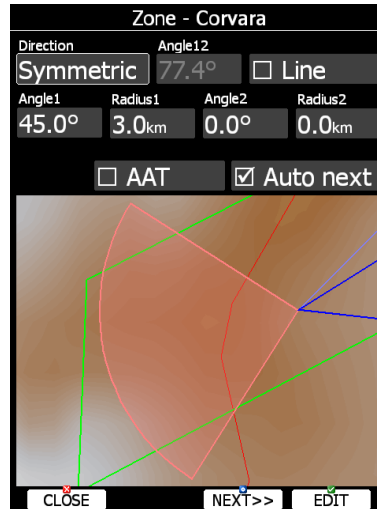 Zone - Corvara
Direction Angle12
Symmetric 77.4° Line
Angle1 Radius1 Angle2 Radius2
45.0° 3.0km 0.0° 0.0km
AAT Auto next
CLOSE NEXT>> EDIT